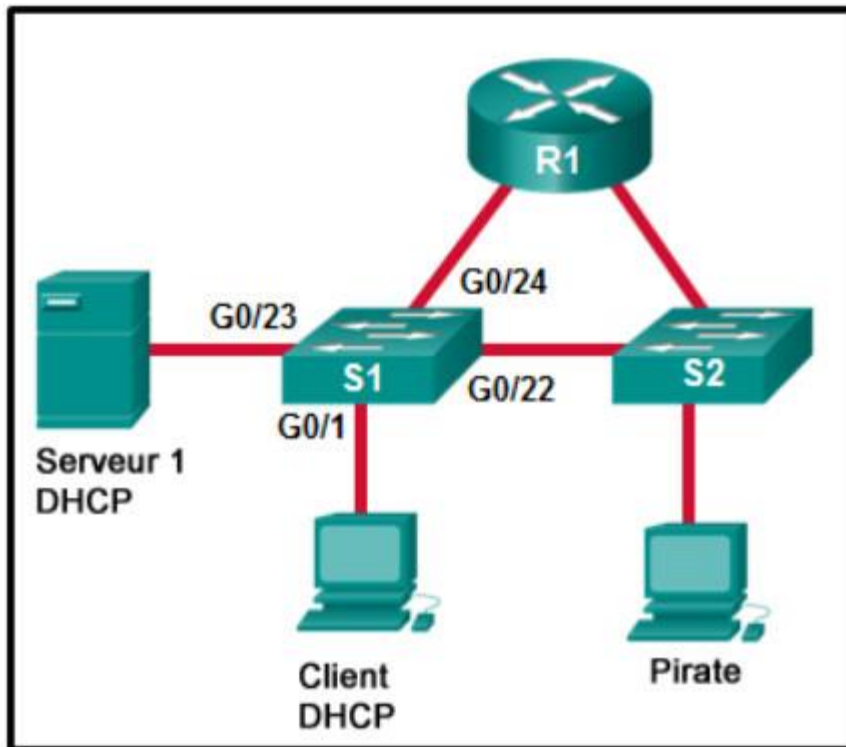 R1
G0/24
G0/23
S1
S2
G0/22
G0/1
Serveur 1
DHCP
Client
DHCP
Pirate